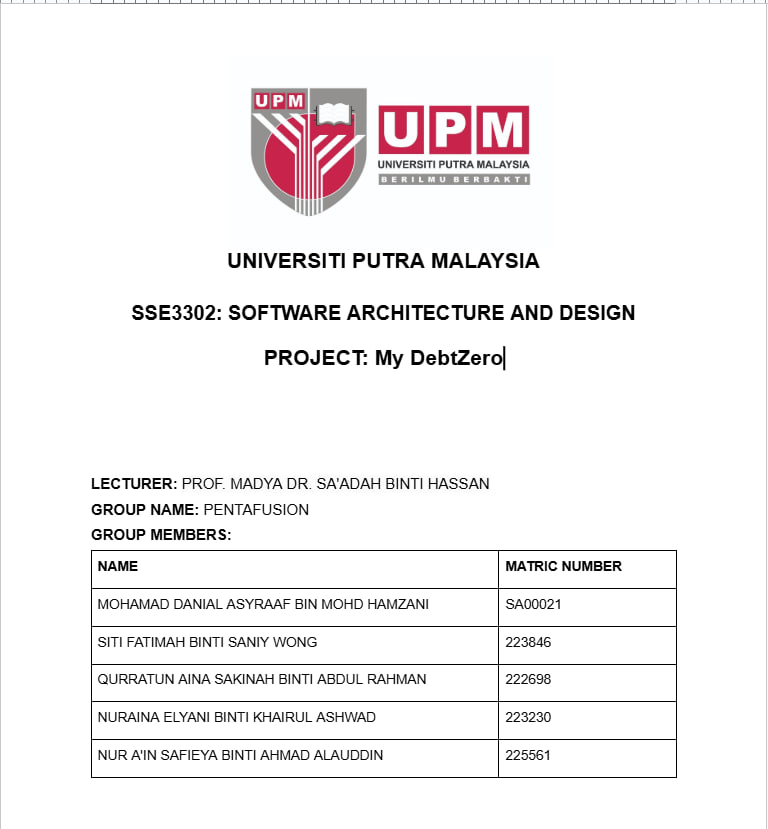 UPM
UPM
UNIVERSITI PUTRA MALAYSIA
BERILMU BERBAKTI
UNIVERSITI PUTRA MALAYSIA
SSE3302: SOFTWARE ARCHITECTURE AND DESIGN
PROJECT: My DebtZero
LECTURER: PROF. MADYA DR. SA'ADAH BINTI HASSAN
GROUP NAME: PENTAFUSION
GROUP MEMBERS:
NAME MATRIC NUMBER
MOHAMAD DANIAL ASYRAAF BIN MOHD HAMZANI SA00021
SITI FATIMAH BINTI SANIY WONG 223846
QURRATUN AINA SAKINAH BINTI ABDUL RAHMAN 222698
NURAINA ELYANI BINTI KHAIRUL ASHWAD 223230
NUR A'IN SAFIEYA BINTI AHMAD ALAUDDIN 225561